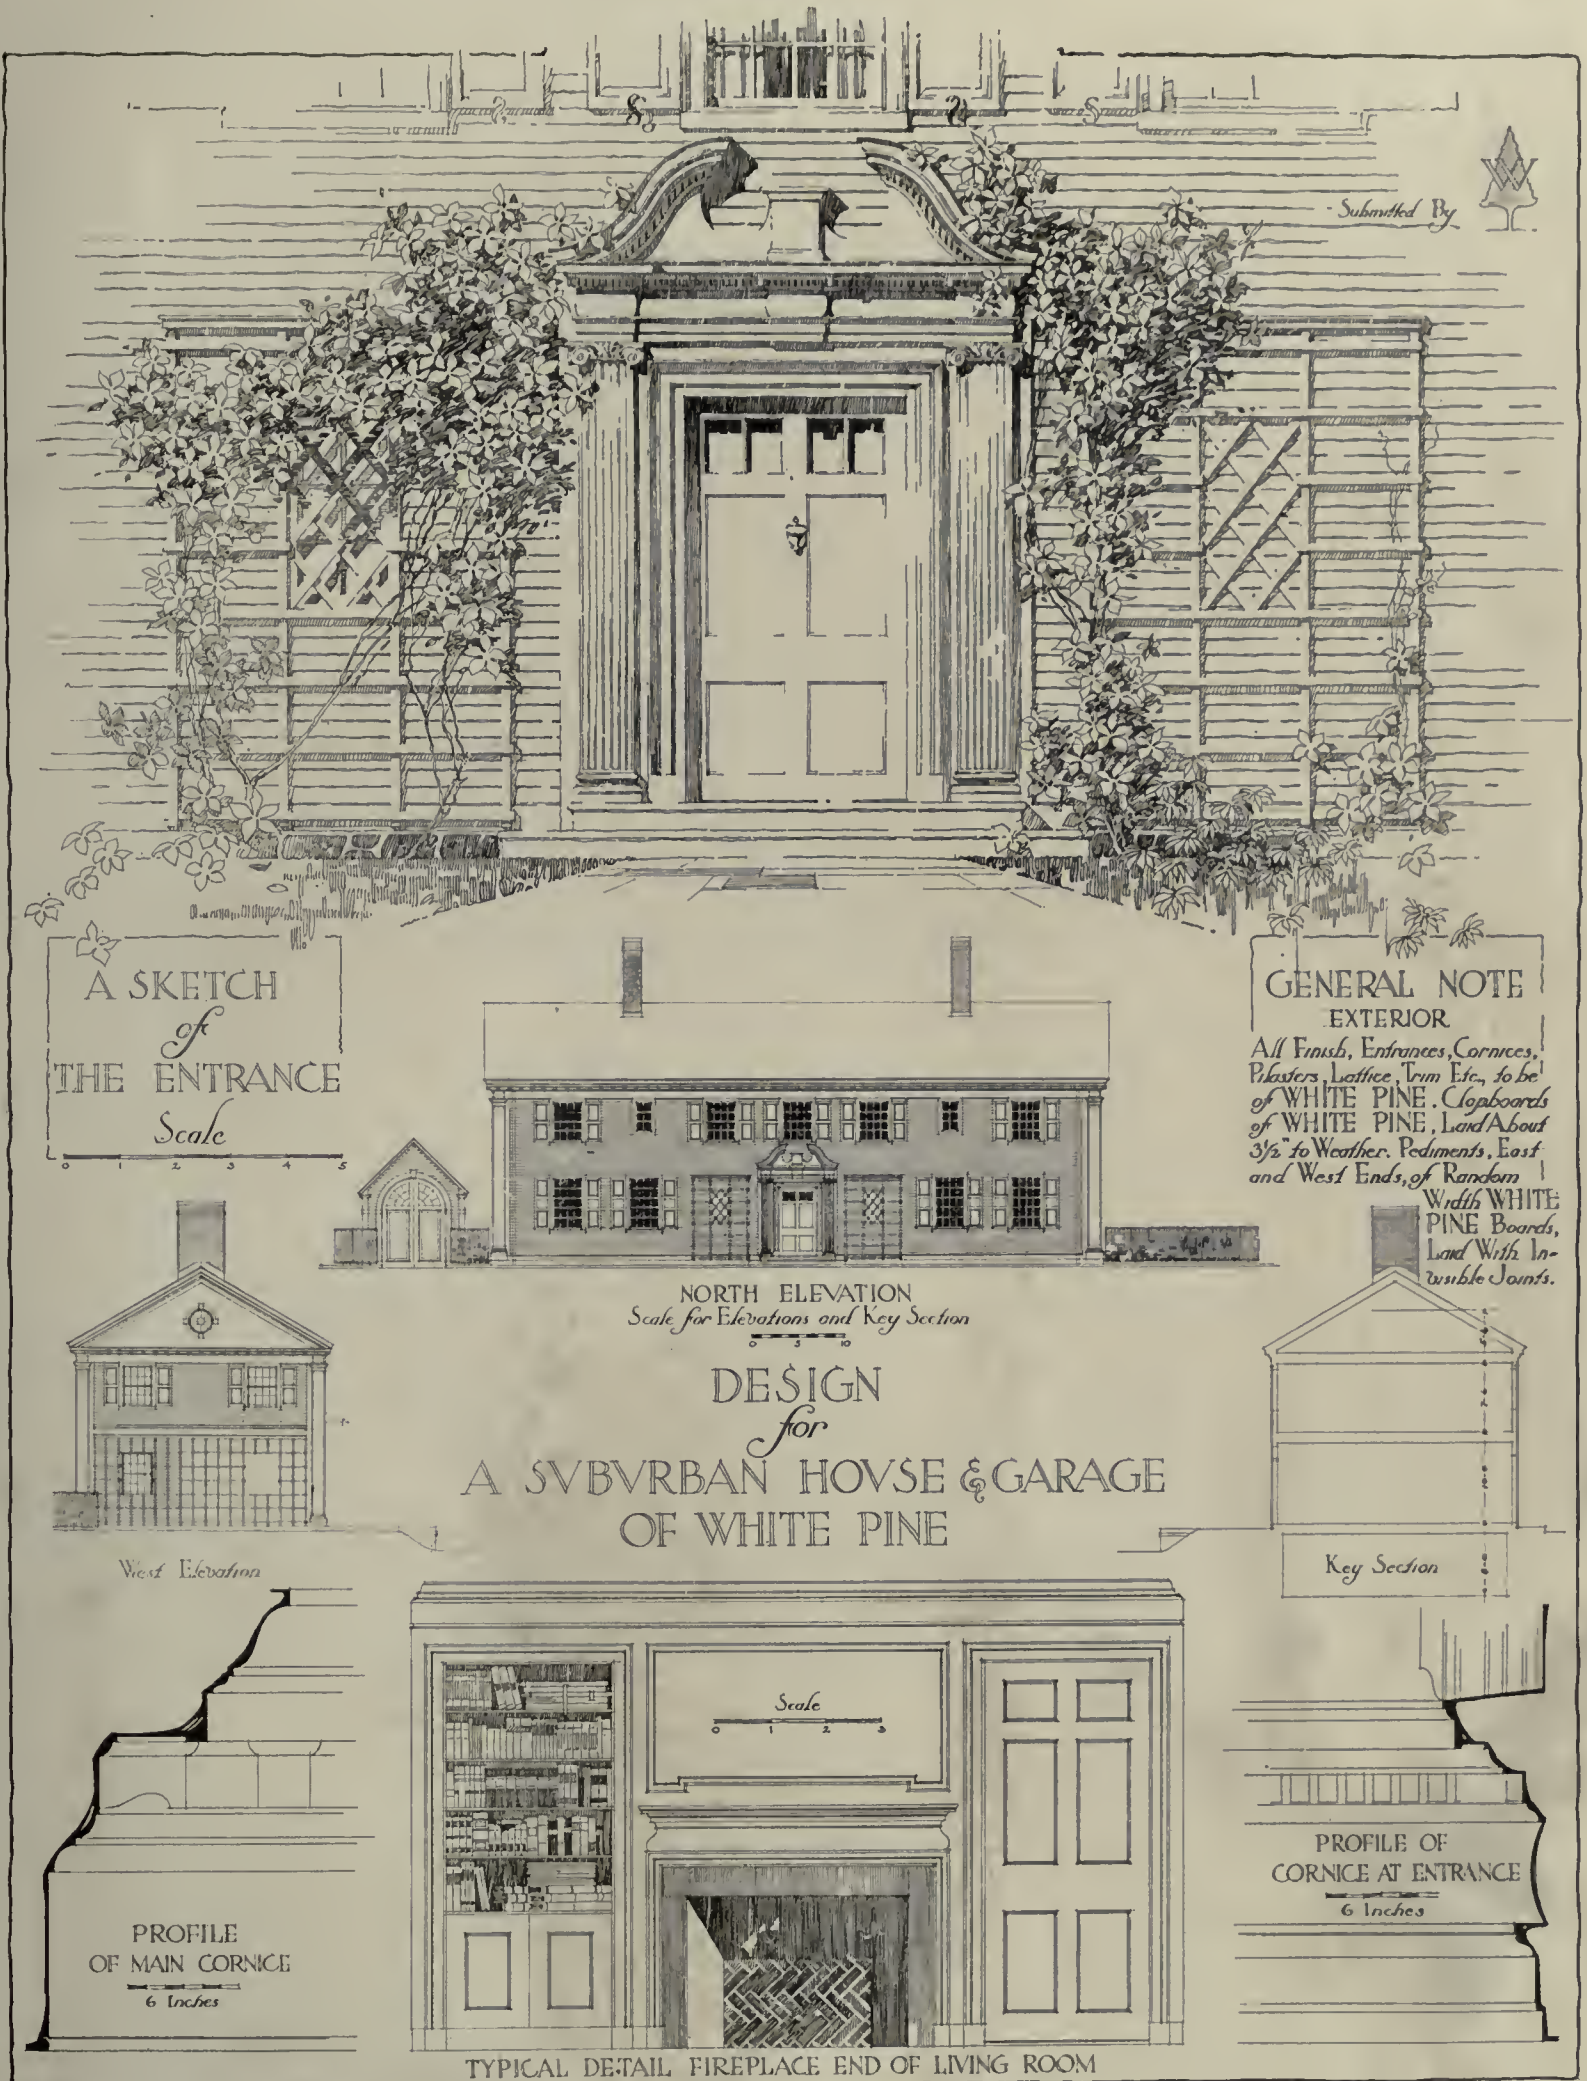 Submitted By
A SKETCH
of
THE ENTRANCE
Scale
0 1 2 3 4 5
GENERAL NOTE
EXTERIOR
All Finish, Entrances, Cornices,
Pilasters, Lattice, Trim Etc., to be
of WHITE PINE. Clapboards
of WHITE PINE, Laid About
3½" to Weather. Pediments, East
and West Ends, of Random
Width WHITE
PINE Boards,
Laid With In-
visible Joints.
NORTH ELEVATION
Scale for Elevations and Key Section
0 5 10
DESIGN
for
A SVBVRBAN HOVSE & GARAGE
OF WHITE PINE
West Elevation
Key Section
Scale
0 1 2 3
PROFILE
OF MAIN CORNICE
6 Inches
PROFILE OF
CORNICE AT ENTRANCE
6 Inches
TYPICAL DETAIL FIREPLACE END OF LIVING ROOM